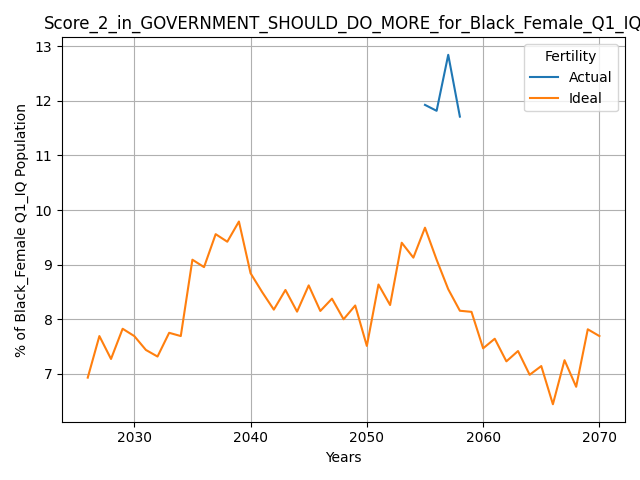 Score_2_in_GOVERNMENT_SHOULD_DO_MORE_for_Black_Female_Q1_IQ
Fertility
Actual
Ideal
% of Black_Female Q1_IQ Population
13
12
11
10
9
8
7
2030 2040 2050 2060 2070
Years